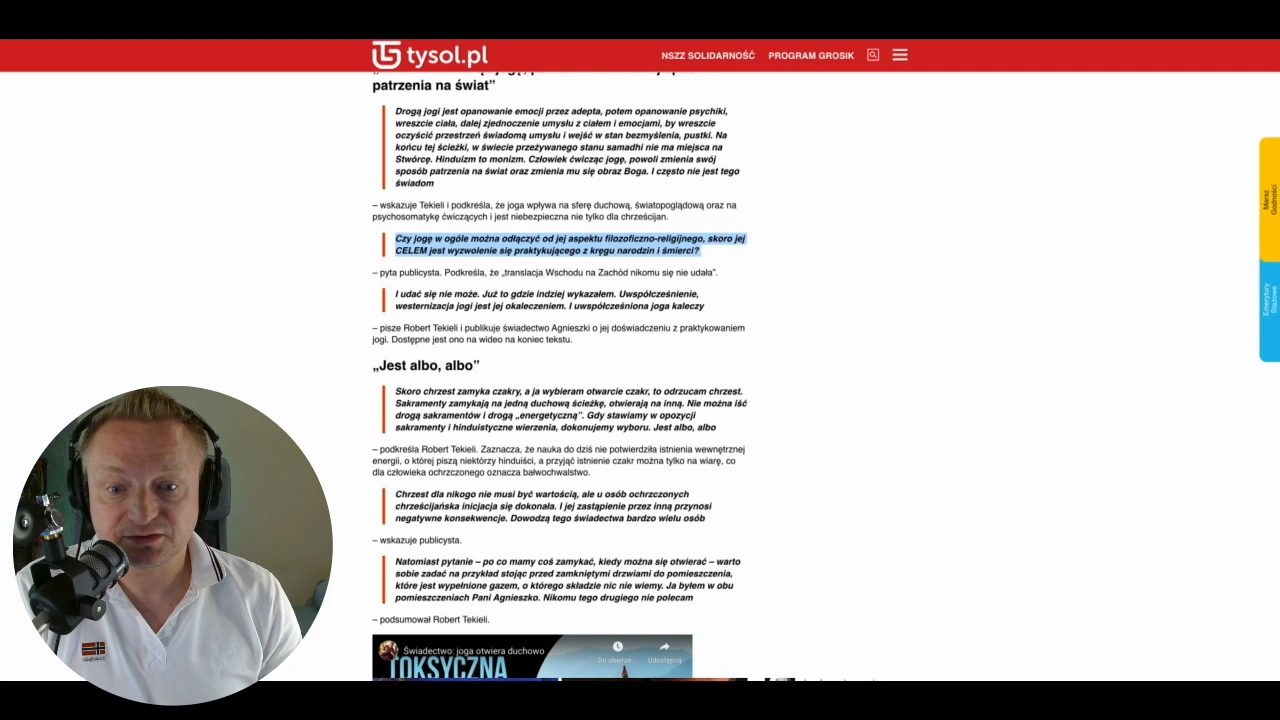 tysol.pl
NSZZ SOLIDARNOŚĆ
PROGRAM GROSIK
patrzenia na świat”
Drogą jogi jest opanowanie emocji przez adepta, potem opanowanie psychiki,
wreszcie ciała, dalej zjednoczenie umysłu z ciałem i emocjami, by wreszcie
oczyścić przestrzeń świadomą umysłu i wejść w stan bezmyślenia, pustki. Na
końcu tej ścieżki, w świecie przeżywanego stanu samadhi nie ma miejsca na
Stwórcę. Hinduizm to monizm. Człowiek ćwicząc jogę, powoli zmienia swój
sposób patrzenia na świat oraz zmienia mu się obraz Boga. I często nie jest tego
świadom
– wskazuje Tekieli i podkreśla, że joga wpływa na sferę duchową, światopoglądową oraz na
psychosomatykę ćwiczących i jest niebezpieczna nie tylko dla chrześcijan.
Czy jogę w ogóle można odłączyć od jej aspektu filozoficzno-religijnego, skoro jej
CELEM jest wyzwolenie się praktykującego z kręgu narodzin i śmierci?
– pyta publicysta. Podkreśla, że „translacja Wschodu na Zachód nikomu się nie udała”.
I udać się nie może. Już to gdzie indziej wykazałem. Uwspółcześnienie,
westernizacja jogi jest jej okaleczeniem. I uwspółcześniona joga kaleczy
– pisze Robert Tekieli i publikuje świadectwo Agnieszki o jej doświadczeniu z praktykowaniem
jogi. Dostępne jest ono na wideo na koniec tekstu.
„Jest albo, albo”
Skoro chrzest zamyka czakry, a ja wybieram otwarcie czakr, to odrzucam chrzest.
Sakramenty zamykają na jedną duchową ścieżkę, otwierają na inną. Nie można iść
drogą sakramentów i drogą „energetyczną”. Gdy stawiamy w opozycji
sakramenty i hinduistyczne wierzenia, dokonujemy wyboru. Jest albo, albo
– podkreśla Robert Tekieli. Zaznacza, że nauka do dziś nie potwierdziła istnienia wewnętrznej
energii, o której piszą niektórzy hinduiści, a przyjąć istnienie czakr można tylko na wiarę, co
dla człowieka ochrzczonego oznacza bałwochwalstwo.
Chrzest dla nikogo nie musi być wartością, ale u osób ochrzczonych
chrześcijańska inicjacja się dokonała. I jej zastąpienie przez inną przynosi
negatywne konsekwencje. Dowodzą tego świadectwa bardzo wielu osób
– wskazuje publicysta.
Natomiast pytanie – po co mamy coś zamykać, kiedy można się otwierać – warto
sobie zadać na przykład stojąc przed zamkniętymi drzwiami do pomieszczenia,
które jest wypełnione gazem, o którego składzie nic nie wiemy. Ja byłem w obu
pomieszczeniach Pani Agnieszko. Nikomu tego drugiego nie polecam
– podsumował Robert Tekieli.
Świadectwo: joga otwiera duchowo
Do obejrze...
Udostępnij
TOKSYCZNA
Marsz
Godności
Emerytury
Stażowe